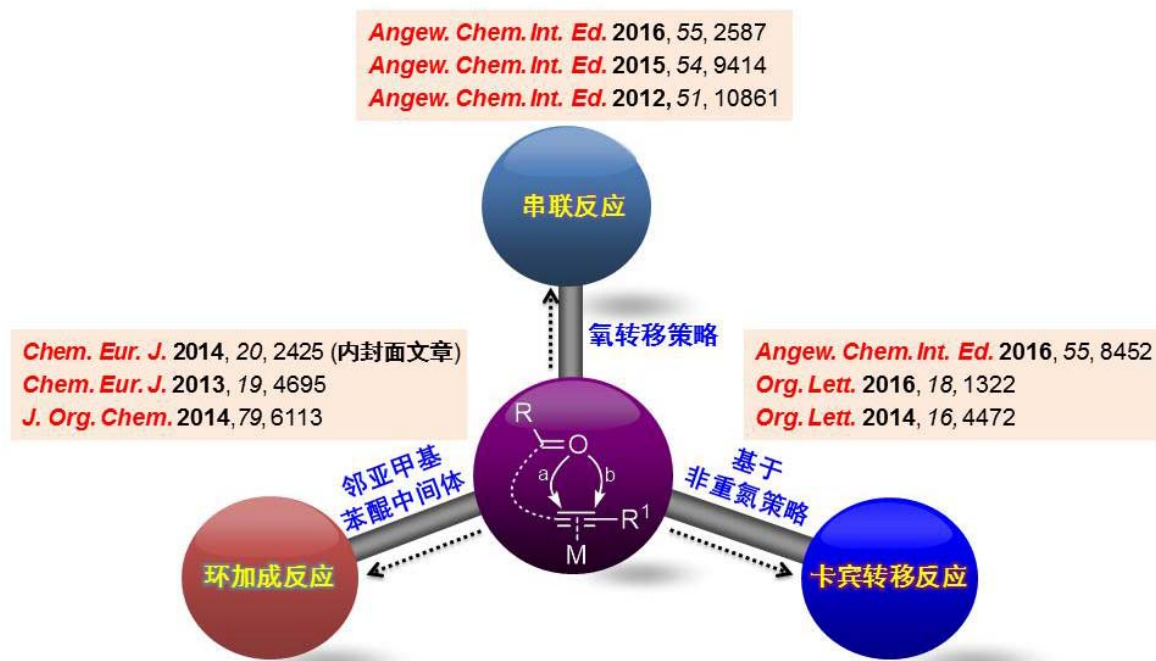 Angew. Chem. Int. Ed. 2016, 55, 2587
Angew. Chem. Int. Ed. 2015, 54, 9414
Angew. Chem. Int. Ed. 2012, 51, 10861
串联反应
氧转移策略
Chem. Eur. J. 2014, 20, 2425 (内封面文章)
Chem. Eur. J. 2013, 19, 4695
J. Org. Chem. 2014, 79, 6113
Angew. Chem. Int. Ed. 2016, 55, 8452
Org. Lett. 2016, 18, 1322
Org. Lett. 2014, 16, 4472
R
O
a
b
R¹
M
邻亚甲基
苯醌中间体
基于
非重氮策略
环加成反应
卡宾转移反应